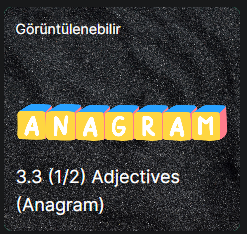 Görüntülenebilir
ANAGRAM
3.3 (1/2) Adjectives
(Anagram)